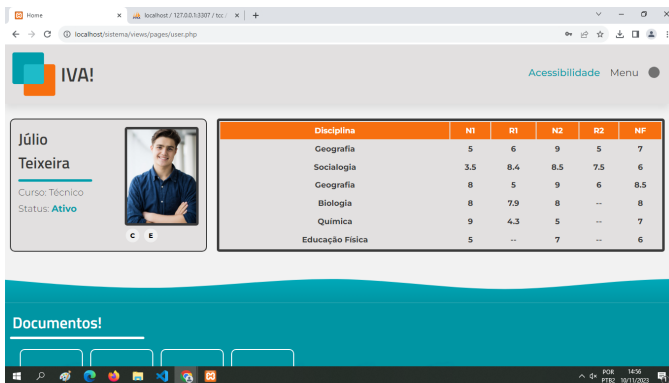 Home
localhost / 127.0.0.1:3307 / tcc /
localhost/sistema/views/pages/user.php
IVA!
Acessibilidade Menu
Júlio
Teixeira
Curso: Técnico
Status: Ativo
C E
Disciplina N1 R1 N2 R2 NF
Geografia 5 6 9 5 7
Socialogia 3.5 8.4 8.5 7.5 6
Geografia 8 5 9 6 8.5
Biologia 8 7.9 8 -- 8
Química 9 4.3 5 -- 7
Educação Física 5 -- 7 -- 6
Documentos!
POR 14:56
PTB2 10/11/2023